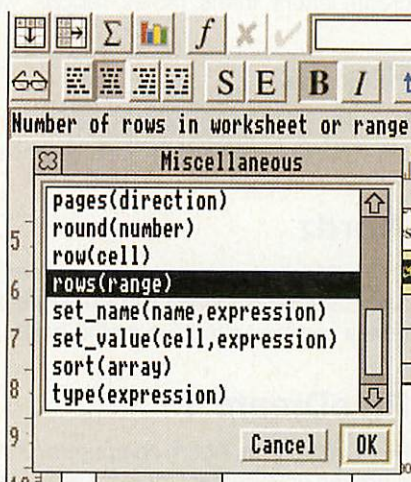 Σ f
S E B I
Number of rows in worksheet or range
Miscellaneous
pages(direction)
round(number)
5
row(cell)
6
rows(range)
set_name(name,expression)
7
set_value(cell,expression)
sort(array)
8
type(expression)
9
Cancel OK